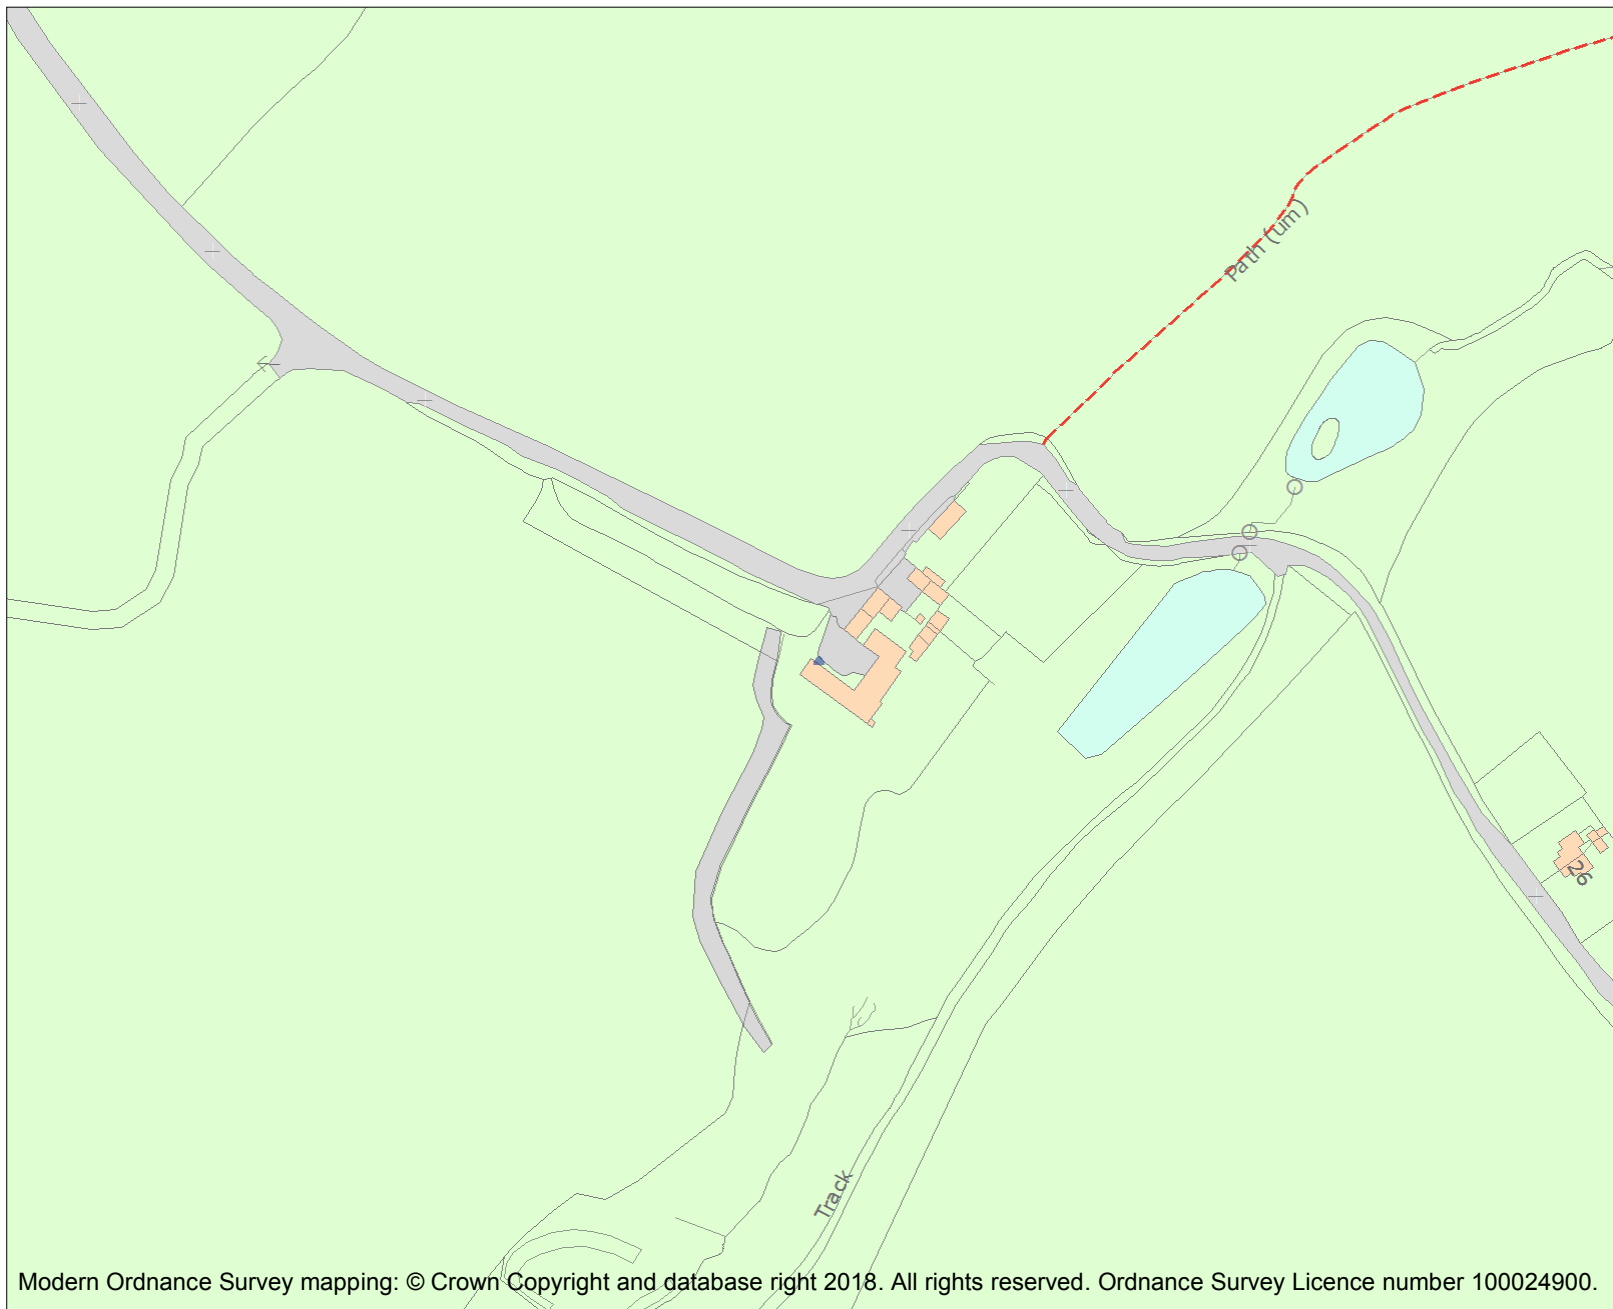 Path (um)
26
Track
Modern Ordnance Survey mapping: © Crown Copyright and database right 2018. All rights reserved. Ordnance Survey Licence number 100024900.